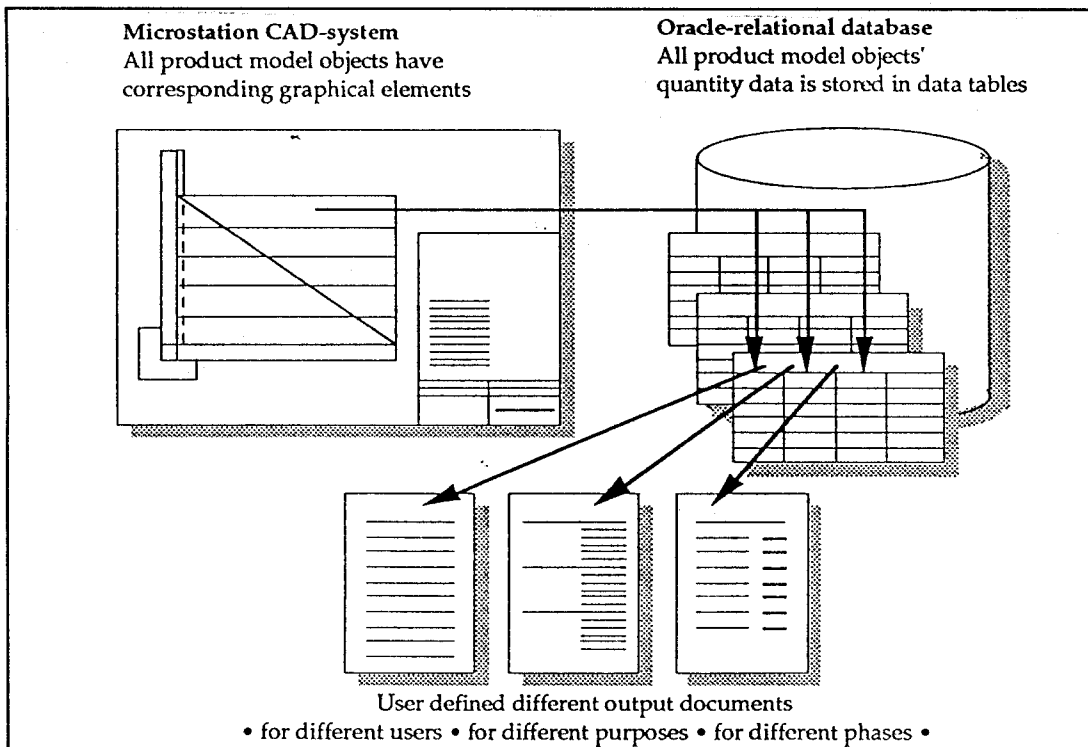 Microstation CAD-system
All product model objects have
corresponding graphical elements
Oracle-relational database
All product model objects'
quantity data is stored in data tables
User defined different output documents
• for different users • for different purposes • for different phases •